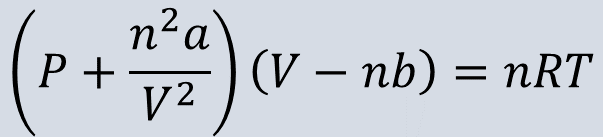 (P + n²a/V²)(V − nb) = nRT